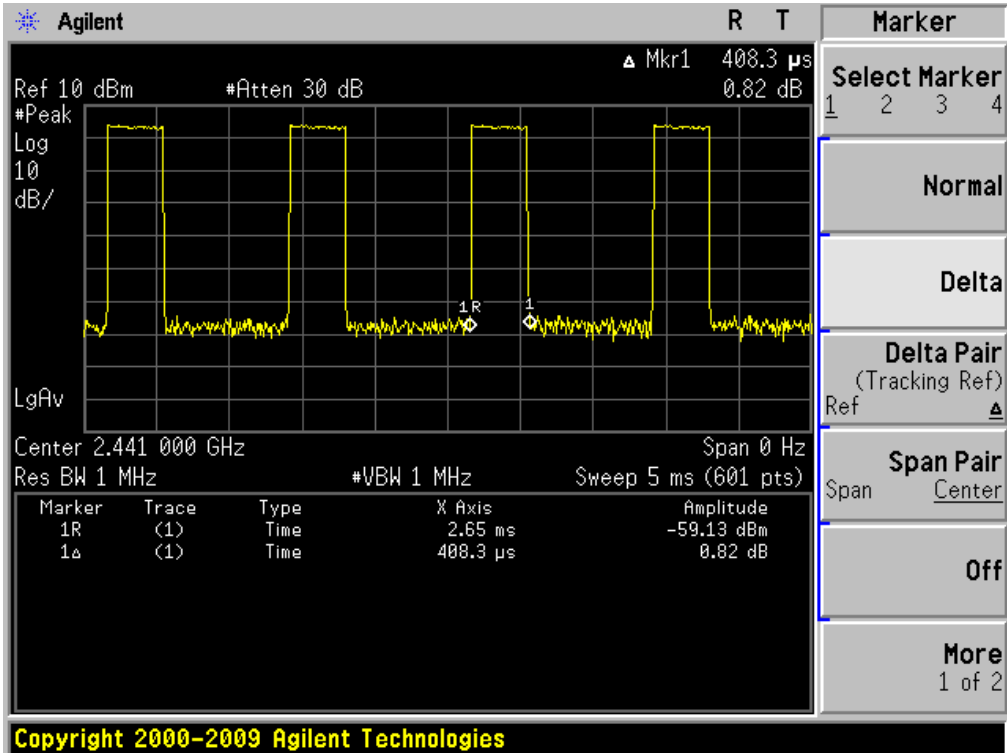 Agilent R T
Marker
Δ Mkr1 408.3 µs
Ref 10 dBm #Atten 30 dB 0.82 dB
#Peak
Log
10
dB/
1R 1
LgAv
Center 2.441 000 GHz Span 0 Hz
Res BW 1 MHz #VBW 1 MHz Sweep 5 ms (601 pts)
Marker Trace Type X Axis Amplitude
1R (1) Time 2.65 ms -59.13 dBm
1Δ (1) Time 408.3 µs 0.82 dB
Select Marker
1 2 3 4
Normal
Delta
Delta Pair
(Tracking Ref)
Ref Δ
Span Pair
Span Center
Off
More
1 of 2
Copyright 2000-2009 Agilent Technologies